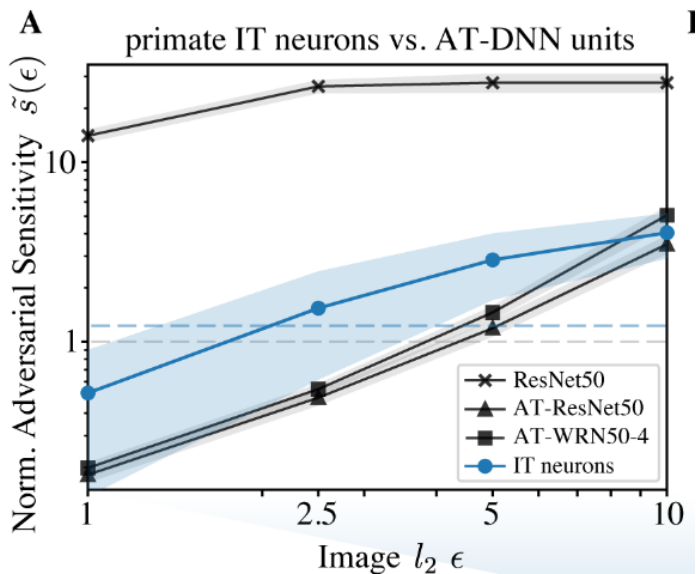 A
primate IT neurons vs. AT-DNN units
Norm. Adversarial Sensitivity s̃(ϵ)
10
1
ResNet50
AT-ResNet50
AT-WRN50-4
IT neurons
1
2.5
5
10
Image l₂ ϵ